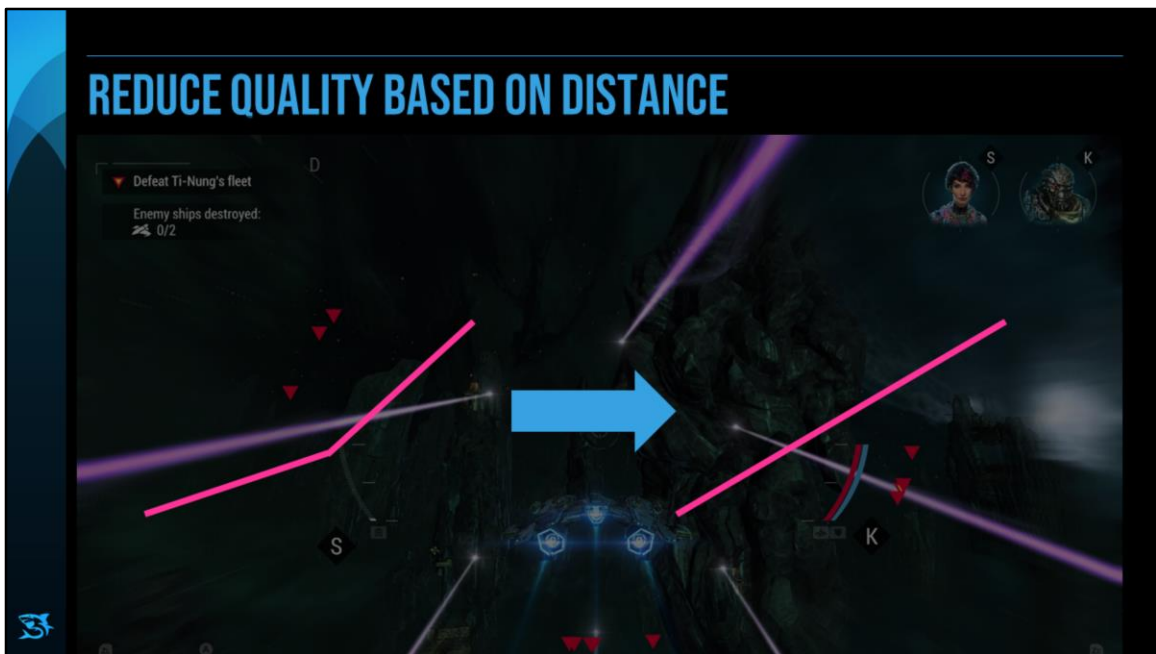 REDUCE QUALITY BASED ON DISTANCE
D
Defeat Ti-Nung's fleet
Enemy ships destroyed:
0/2
S
K
S
K